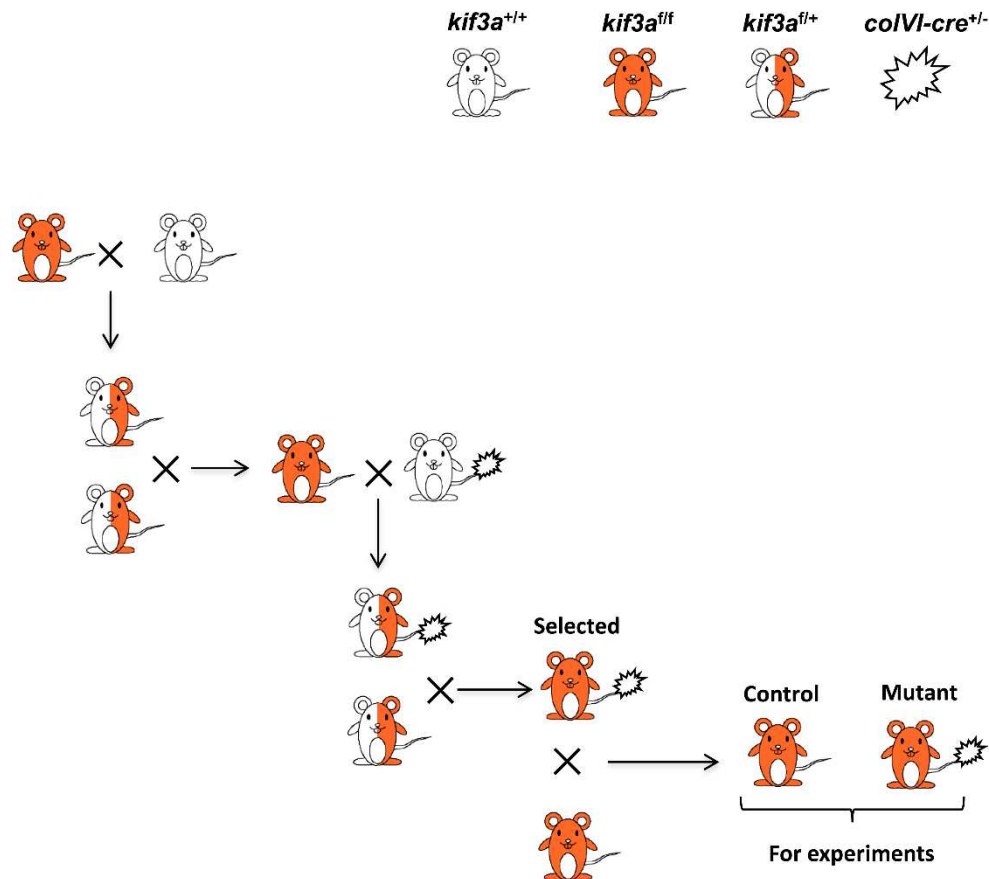 kif3a+/+ kif3af/f kif3af/+ colVI-cre+/-
Selected
Control Mutant
For experiments